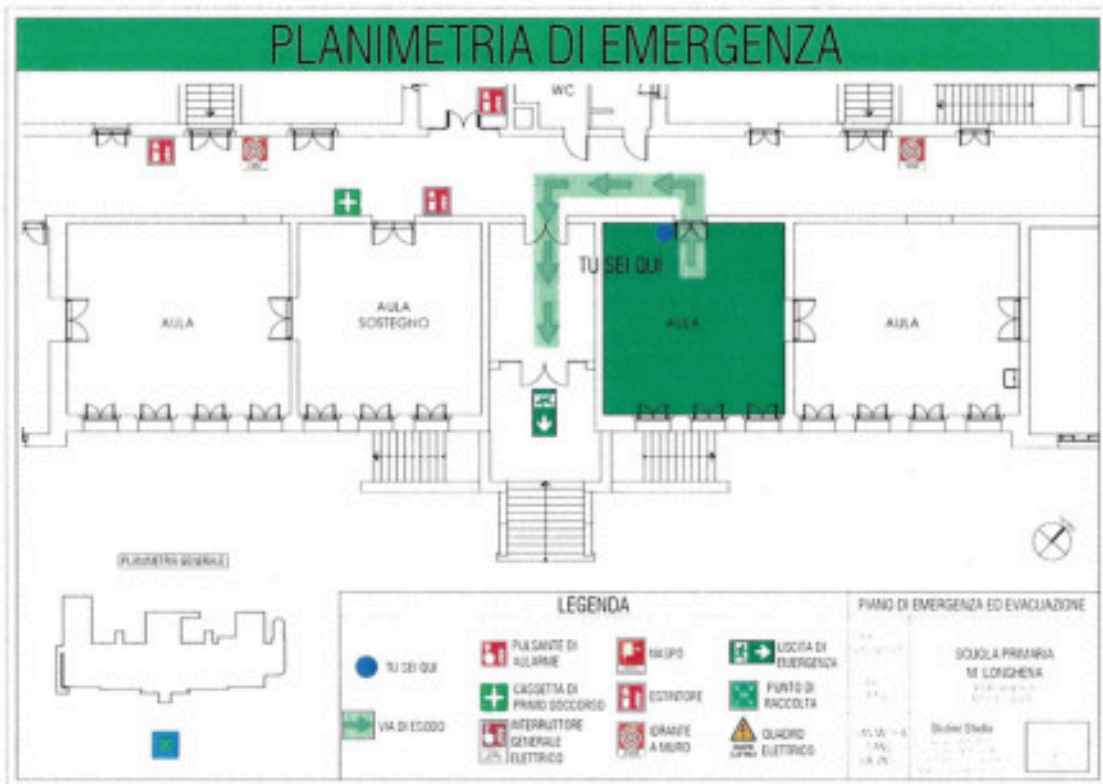 PLANIMETRIA DI EMERGENZA
WC
TU SEI QUI
AULA
AULA
SOSTEGNO
AULA
AULA
PLANIMETRIA GENERALE
LEGENDA
TU SEI QUI
VIA DI ESODO
PULSANTE DI
ALLARME
CASSETTA DI
PRIMO SOCCORSO
INTERRUTTORE
GENERALE
ELETTRICO
NASPO
ESTINTORE
IDRANTE
A MURO
USCITA DI
EMERGENZA
PUNTO DI
RACCOLTA
QUADRO
ELETTRICO
PIANO DI EMERGENZA ED EVACUAZIONE
SCUOLA PRIMARIA
M. LONGHENA